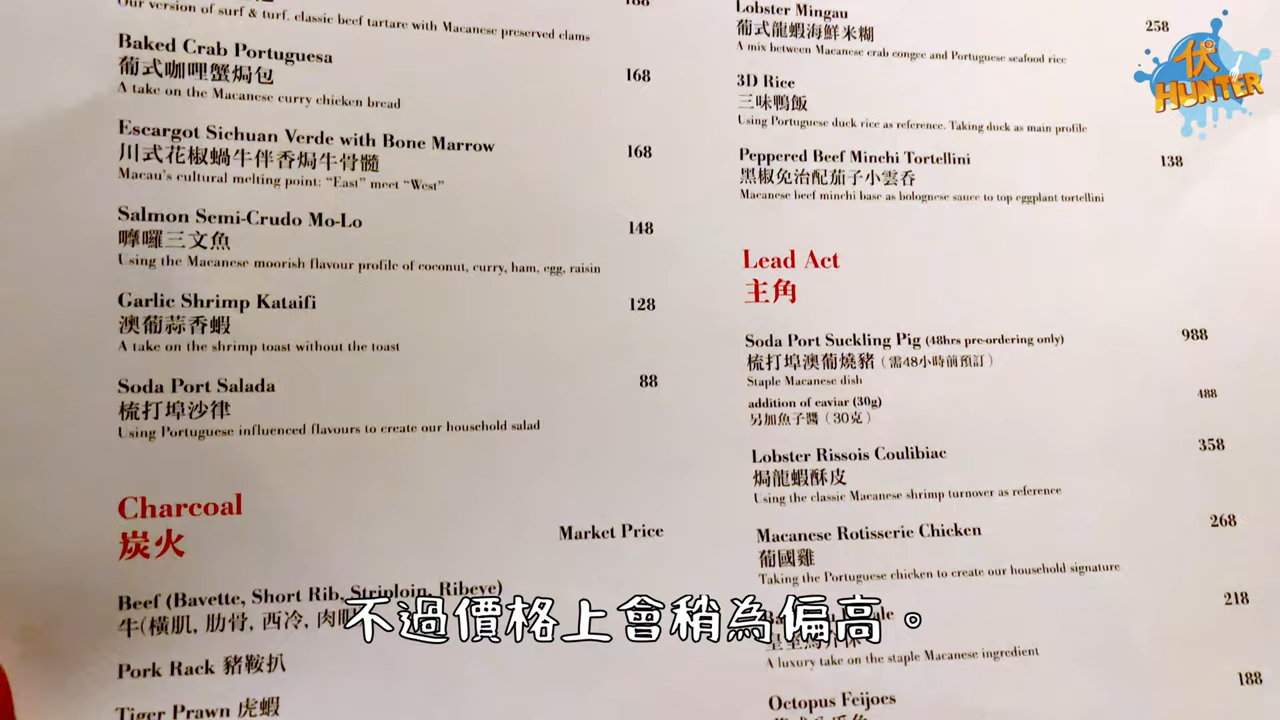 Our version of surf & turf. classic beef tartare with Macanese preserved clams
Baked Crab Portuguesa
168
葡式咖哩蟹焗包
A take on the Macanese curry chicken bread
Escargot Sichuan Verde with Bone Marrow
168
川式花椒蝸牛伴香焗牛骨髓
Macau's cultural melting point: "East" meet "West"
Salmon Semi-Crudo Mo-Lo
148
嚤囉三文魚
Using the Macanese moorish flavour profile of coconut, curry, ham, egg, raisin
Garlic Shrimp Kataifi
128
澳葡蒜香蝦
A take on the shrimp toast without the toast
Soda Port Salada
88
梳打埠沙律
Using Portuguese influenced flavours to create our household salad
Charcoal
炭火
Market Price
Beef (Bavette, Short Rib, Striploin, Ribeye)
牛(橫肌, 肋骨, 西冷, 肉眼
Pork Rack 豬鞍扒
Tiger Prawn 虎蝦
Lobster Mingau
258
葡式龍蝦海鮮米糊
A mix between Macanese crab congee and Portuguese seafood rice
3D Rice
三味鴨飯
Using Portuguese duck rice as reference. Taking duck as main profile
Peppered Beef Minchi Tortellini
138
黑椒免治配茄子小雲吞
Macanese beef minchi base as bolognese sauce to top eggplant tortellini
Lead Act
主角
Soda Port Suckling Pig (48hrs pre-ordering only)
988
梳打埠澳葡燒豬（需48小時前預訂）
Staple Macanese dish
addition of caviar (30g)
488
另加魚子醬（30克）
Lobster Rissois Coulibiac
358
焗龍蝦酥皮
Using the classic Macanese shrimp turnover as reference
Macanese Rotisserie Chicken
268
葡國雞
Taking the Portuguese chicken to create our household signature
218
A luxury take on the staple Macanese ingredient
Octopus Feijoes
188
伏
HUNTER
不過價格上會稍為偏高。